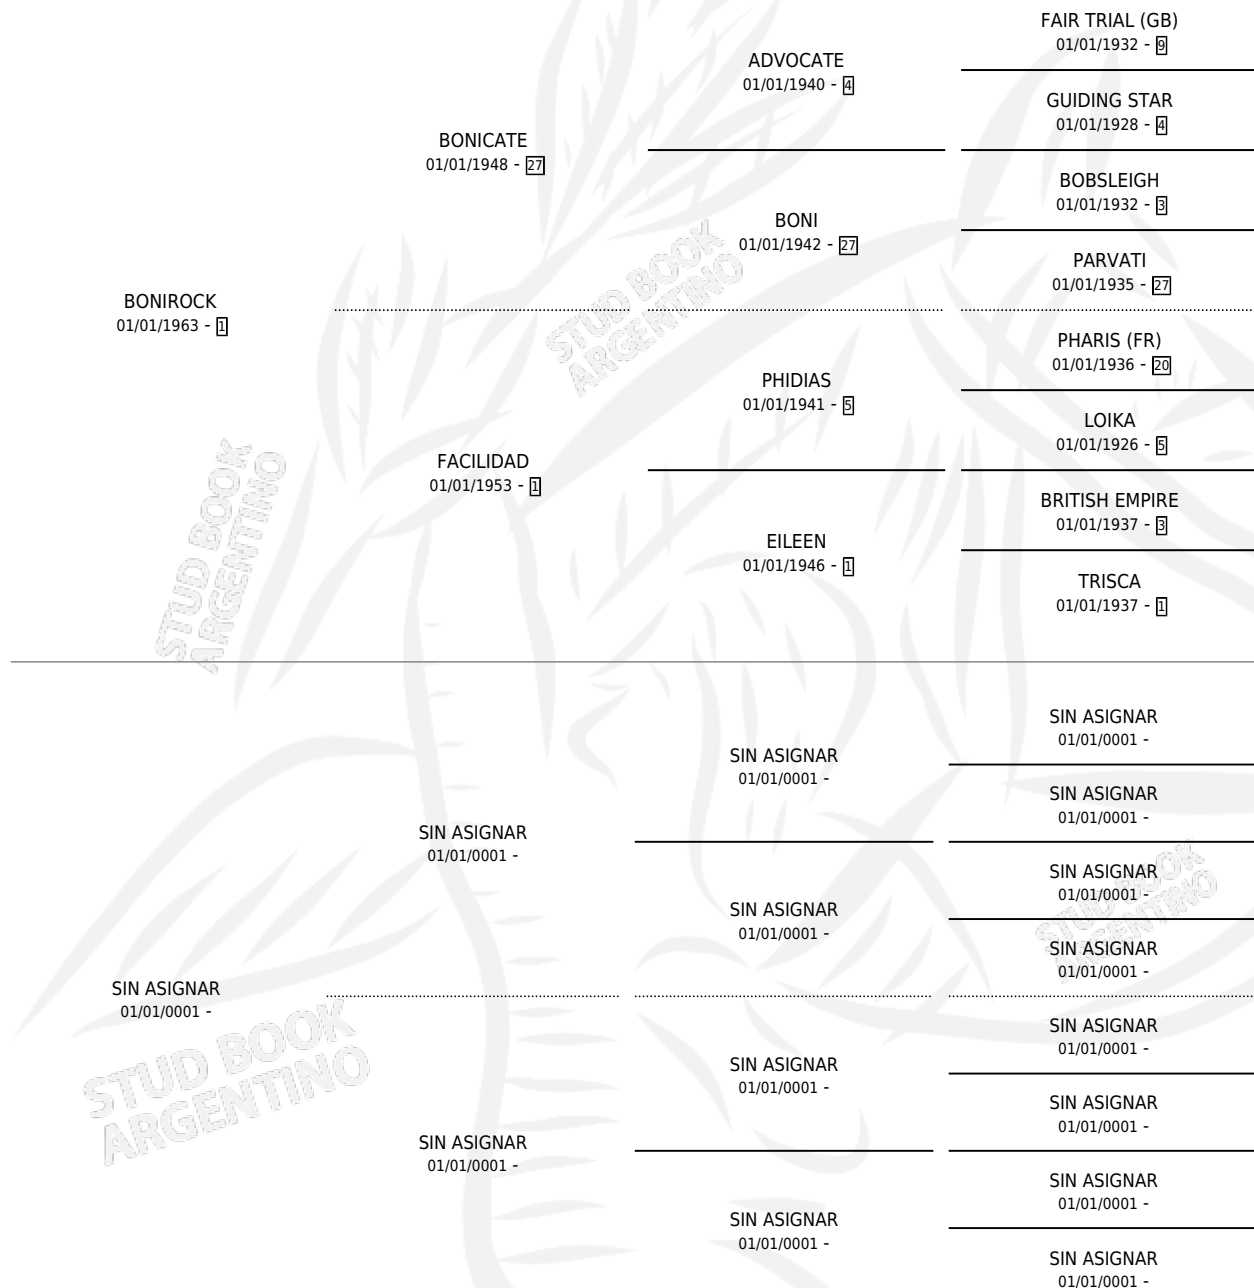 FAIR TRIAL (GB)
01/01/1932 - 9
ADVOCATE
01/01/1940 - 4
GUIDING STAR
01/01/1928 - 4
BONICATE
01/01/1948 - 27
BOBSLEIGH
01/01/1932 - 3
BONI
01/01/1942 - 27
PARVATI
01/01/1935 - 27
STUD BOOK
ARGENTINO
BONIROCK
01/01/1963 - 1
PHARIS (FR)
01/01/1936 - 20
PHIDIAS
01/01/1941 - 5
LOIKA
01/01/1926 - 5
FACILIDAD
01/01/1953 - 1
BRITISH EMPIRE
01/01/1937 - 3
EILEEN
01/01/1946 - 1
TRISCA
01/01/1937 - 1
STUD BOOK
ARGENTINO
SIN ASIGNAR
01/01/0001 -
SIN ASIGNAR
01/01/0001 -
SIN ASIGNAR
01/01/0001 -
SIN ASIGNAR
01/01/0001 -
SIN ASIGNAR
01/01/0001 -
SIN ASIGNAR
01/01/0001 -
SIN ASIGNAR
01/01/0001 -
STUD BOOK
ARGENTINO
SIN ASIGNAR
01/01/0001 -
SIN ASIGNAR
01/01/0001 -
SIN ASIGNAR
01/01/0001 -
SIN ASIGNAR
01/01/0001 -
STUD BOOK
ARGENTINO
SIN ASIGNAR
01/01/0001 -
SIN ASIGNAR
01/01/0001 -
SIN ASIGNAR
01/01/0001 -
SIN ASIGNAR
01/01/0001 -